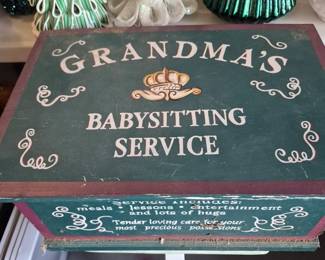 GRANDMA'S
BABYSITTING
SERVICE
Service includes:
meals • lessons • entertainment
• and lots of hugs
Tender loving care for your
most precious possessions